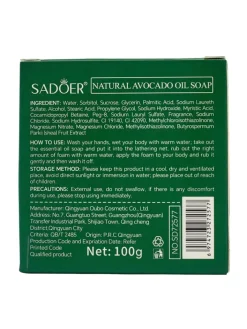 SADOER®
NATURAL AVOCADO OIL SOAP
INGREDIENT: Water, Sorbitol, Sucrose, Glycerin, Palmitic Acid, Sodium Laureth
Sulfate, Alcohol, Stearic Acid, Propylene Glycol, Sodium Hydroxide, Myristic Acid,
Cocamidopropyl Betaine, Sodium Lauryl Sulfate, Fragrance, Sodium
Chloride, Sodium Hydrosulfite, CI 19140, CI 42090, Methylchloroisothiazolinone,
Magnesium Nitrate, Magnesium Chloride, Methylisothiazolinone, Butyrospermum
Parkii (Shea) Fruit Extract
HOW TO USE: Wash your hands, wet your body with warm water; take out
the essential oil soap and put it into the lathering net, rub the right
amount of foam with warm water, apply the foam to your body and rub it
gently and then wash it off.
STORAGE METHOD: Please keep this product in a cool, dry and ventilated
place, avoid direct sunlight or immersion in water; please keep it out of reach
of children.
PRECAUTIONS: External use, do not swallow, if there is any discomfort
during use, please stop using immediately.
Manufacturer: Qingyuan Oubo Cosmetic Co., Ltd.
Address: No.7, Guangtuo Street, Guangzhou(Qingyuan)
Transfer Industrial Park, Shijiao Town, Qing cheng
District,Qingyuan City
Criteria: QB/T 2485 Origin: P.R.C Qingyuan
Production Code and Expiration Date: Refer
Printed Code
Qualified product
Net: 100g
NO:SD72577